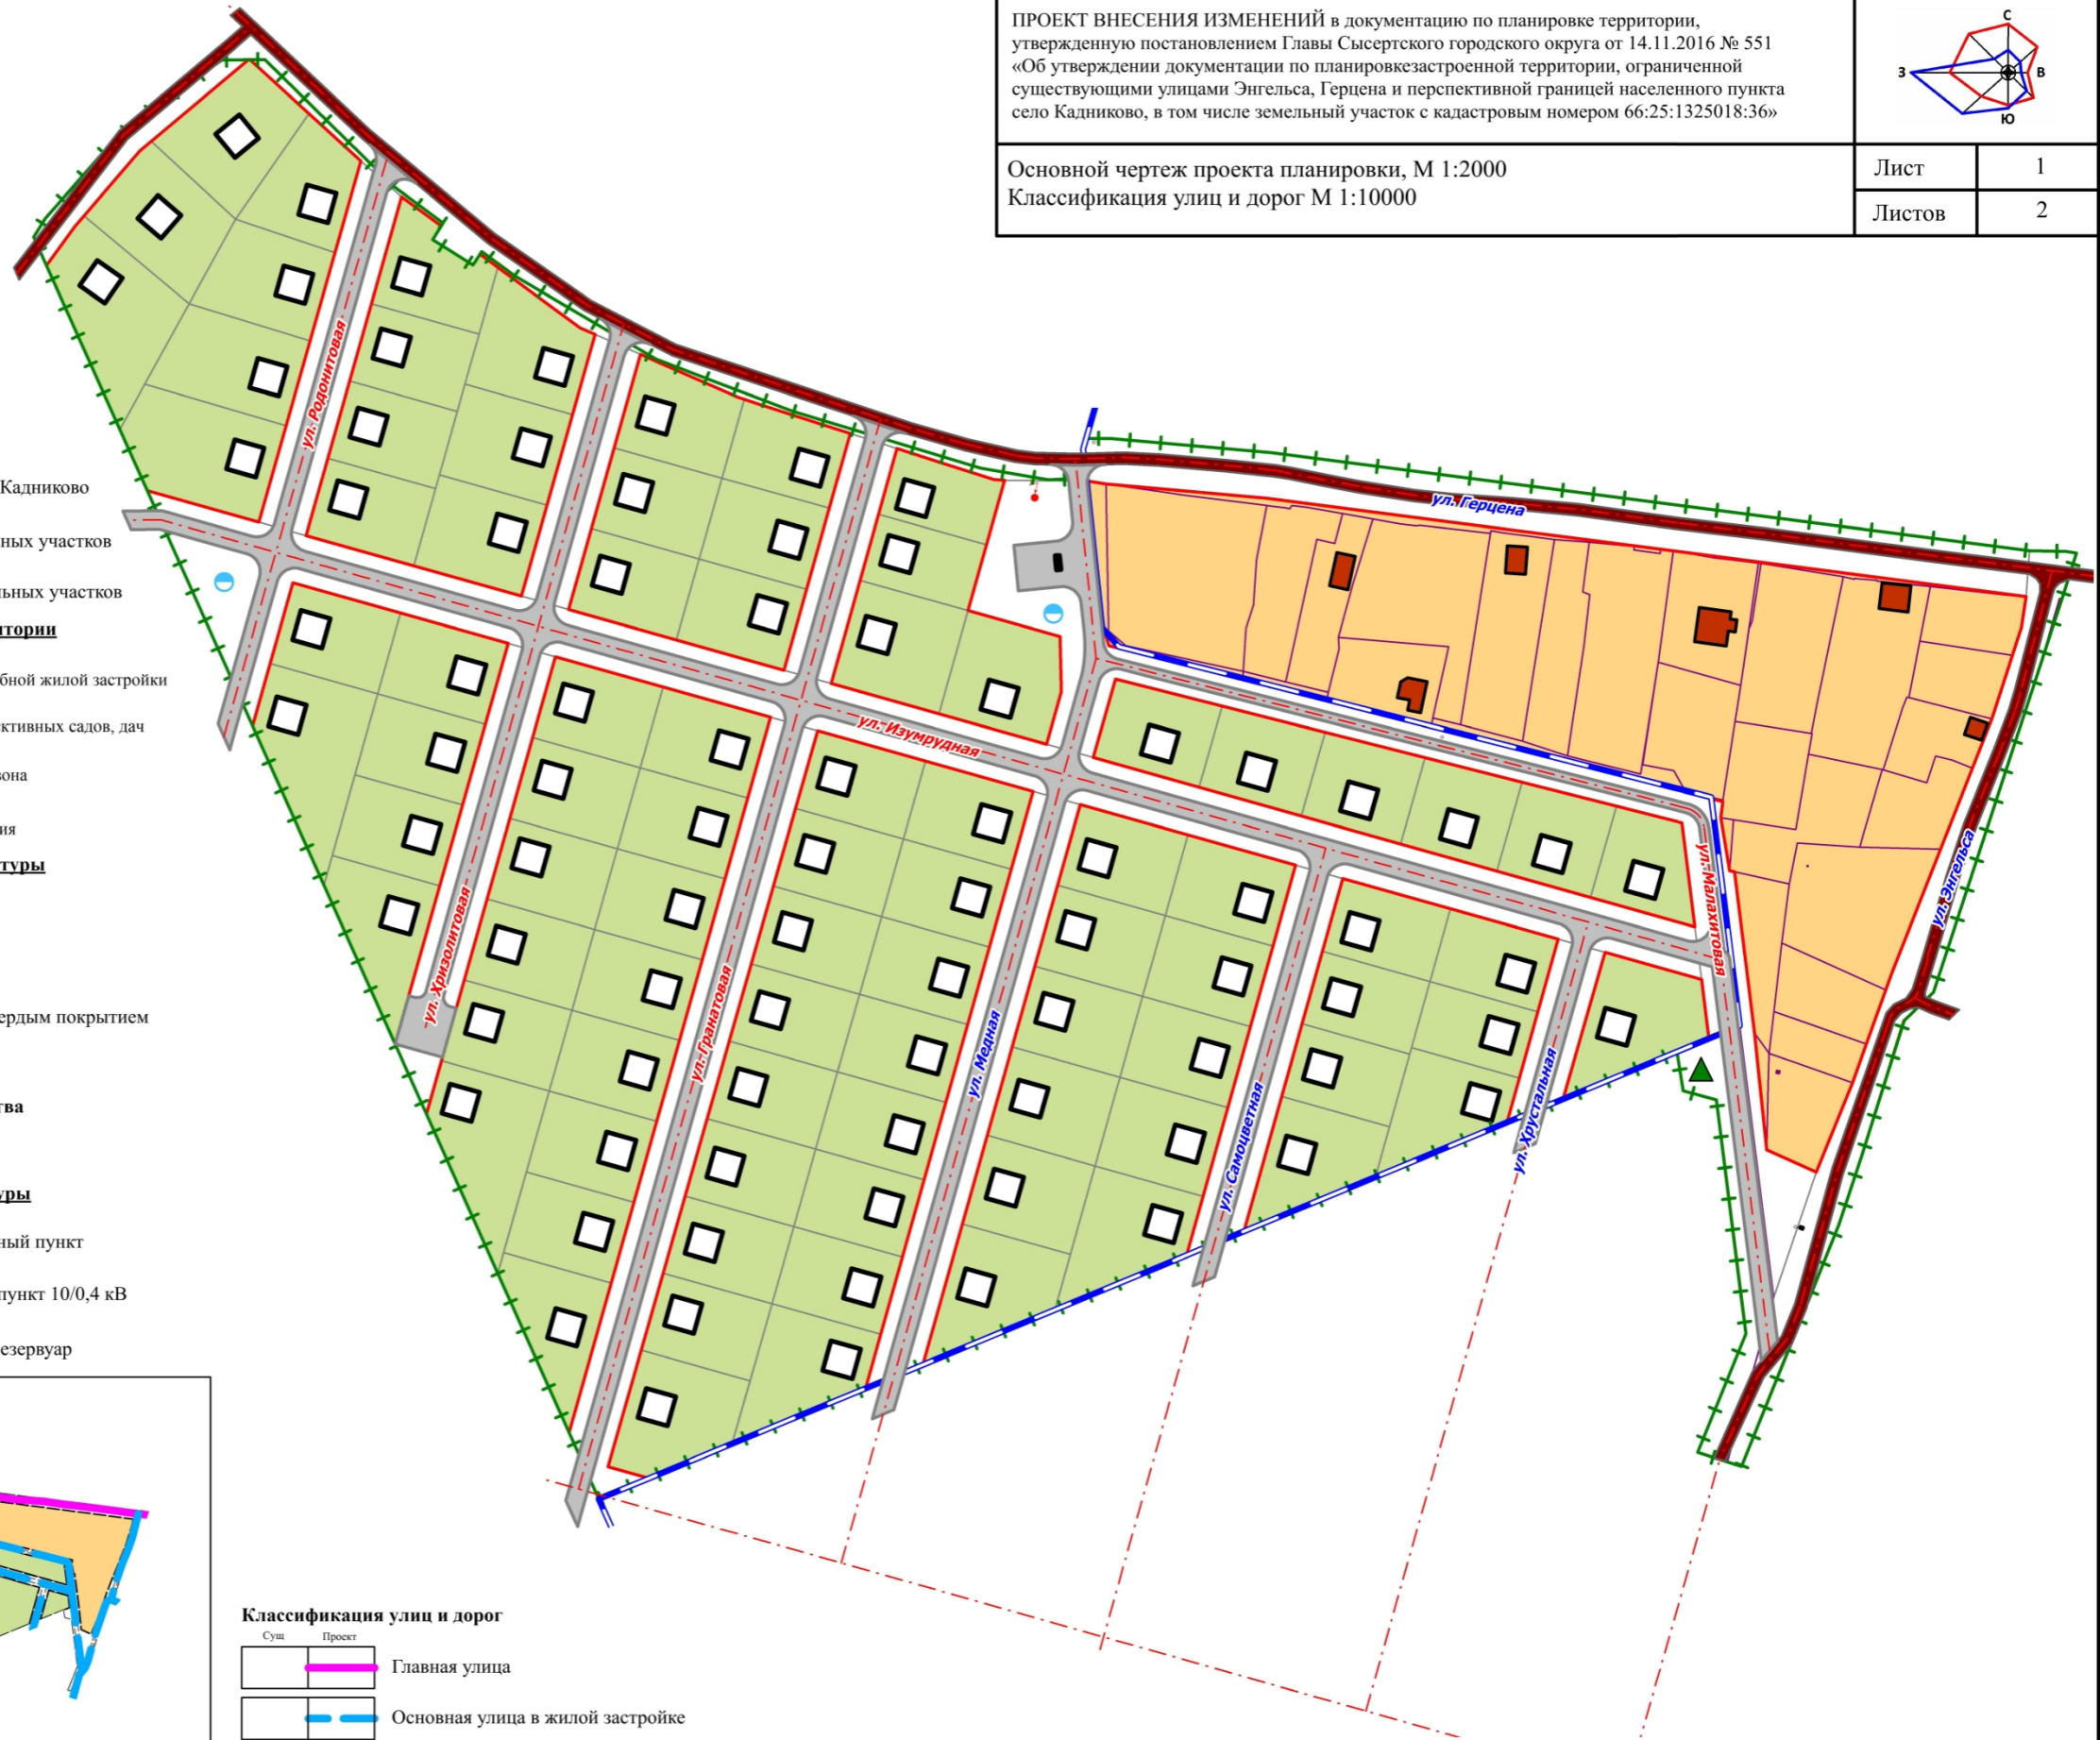 ПРОЕКТ ВНЕСЕНИЯ ИЗМЕНЕНИЙ в документацию по планировке территории,
утвержденную постановлением Главы Сысертского городского округа от 14.11.2016 № 551
«Об утверждении документации по планировкезастроенной территории, ограниченной
существующими улицами Энгельса, Герцена и перспективной границей населенного пункта
село Кадниково, в том числе земельный участок с кадастровым номером 66:25:1325018:36»
С
З
В
Ю
Основной чертеж проекта планировки, М 1:2000
Классификация улиц и дорог М 1:10000
Лист
1
Листов
2
ул. Родонитовая
Кадниково
ул. Герцена
ных участков
льных участков
итории
бной жилой застройки
ул. Изумрудная
ективных садов, дач
зона
ия
туры
ул. Малахитовая
ул. Энгельса
ул. Хризолитовая
ул. Гранатовая
ердым покрытием
ул. Медная
ул. Самоцветная
ул. Хрустальная
тва
уры
ный пункт
пункт 10/0,4 кВ
езервуар
Классификация улиц и дорог
Сущ
Проект
Главная улица
Основная улица в жилой застройке